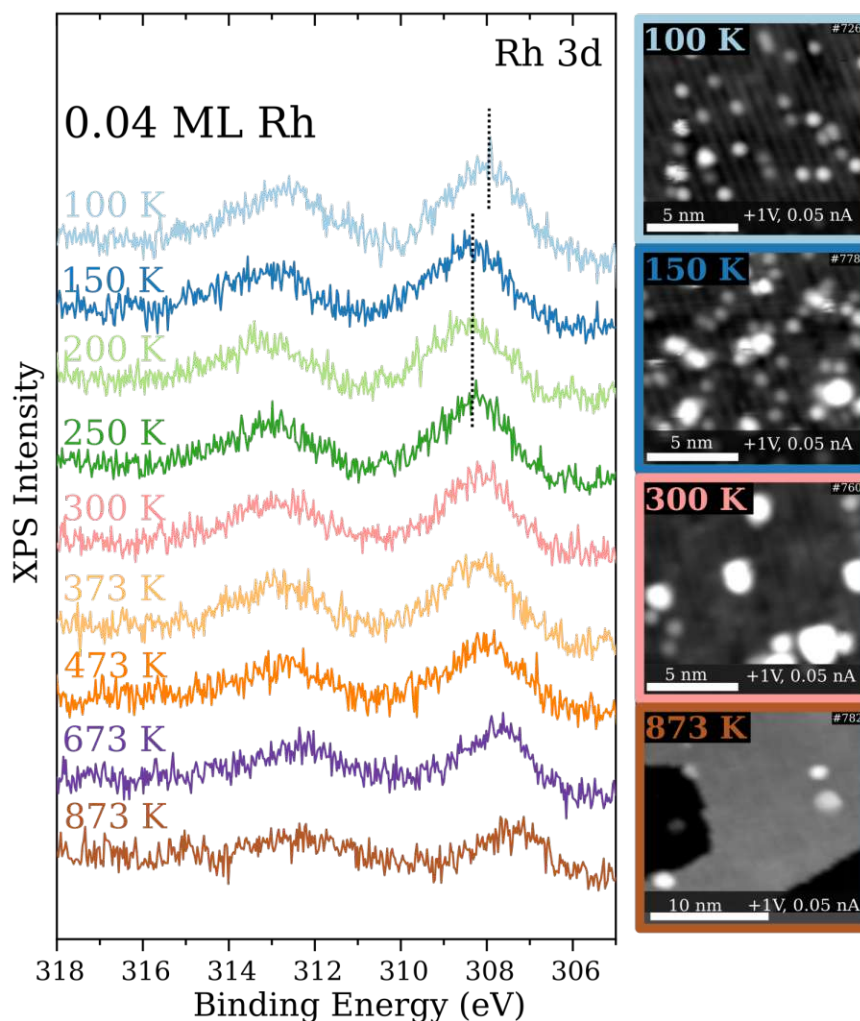 Rh 3d
0.04 ML Rh
100 K
150 K
200 K
250 K
300 K
373 K
473 K
673 K
873 K
XPS Intensity
318 316 314 312 310 308 306
Binding Energy (eV)
100 K
#726
5 nm +1V, 0.05 nA
150 K
#778
5 nm +1V, 0.05 nA
300 K
#760
5 nm +1V, 0.05 nA
873 K
#782
10 nm +1V, 0.05 nA